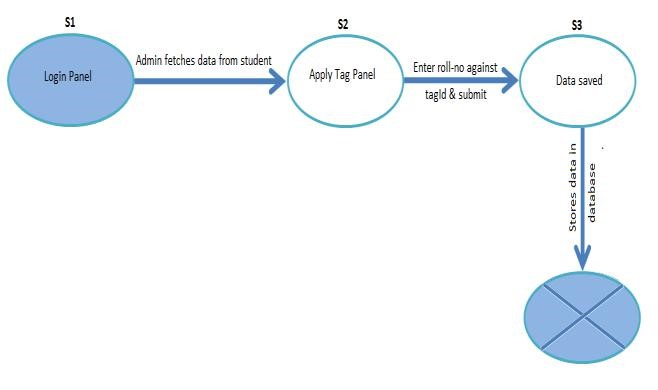 S1
S2
S3
Login Panel
Admin fetches data from student
Apply Tag Panel
Enter roll-no against
tagId & submit
Data saved
Stores data in
database